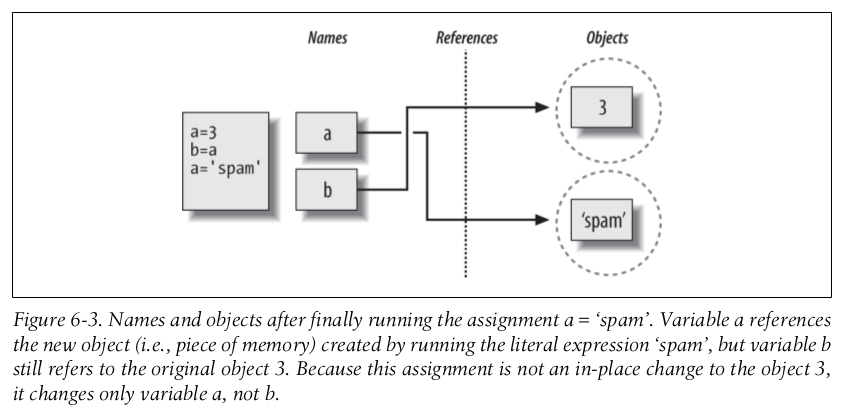 Names References Objects
a=3
b=a
a='spam'
a
b
3
'spam'
Figure 6-3. Names and objects after finally running the assignment a = ‘spam’. Variable a references
the new object (i.e., piece of memory) created by running the literal expression ‘spam’, but variable b
still refers to the original object 3. Because this assignment is not an in-place change to the object 3,
it changes only variable a, not b.